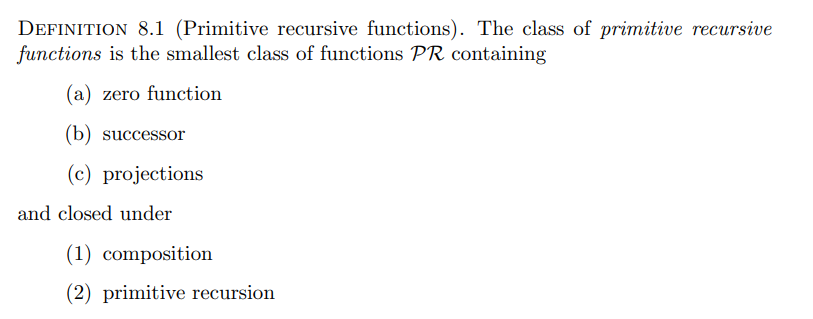 DEFINITION 8.1 (Primitive recursive functions). The class of primitive recursive
functions is the smallest class of functions PR containing
(a) zero function
(b) successor
(c) projections
and closed under
(1) composition
(2) primitive recursion